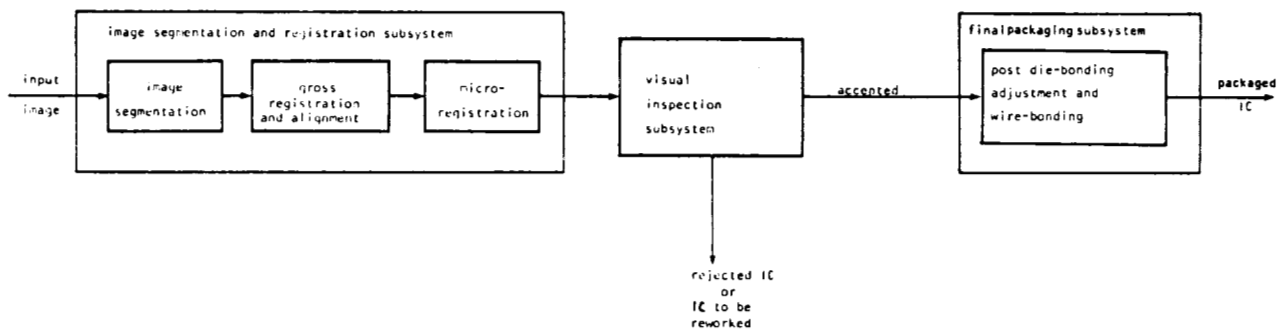 image segmentation and registration subsystem
input
image
image
segmentation
gross
registration
and alignment
micro-
registration
visual
inspection
subsystem
accepted
final packaging subsystem
post die-bonding
adjustment and
wire-bonding
packaged
IC
rejected IC
or
IC to be
reworked